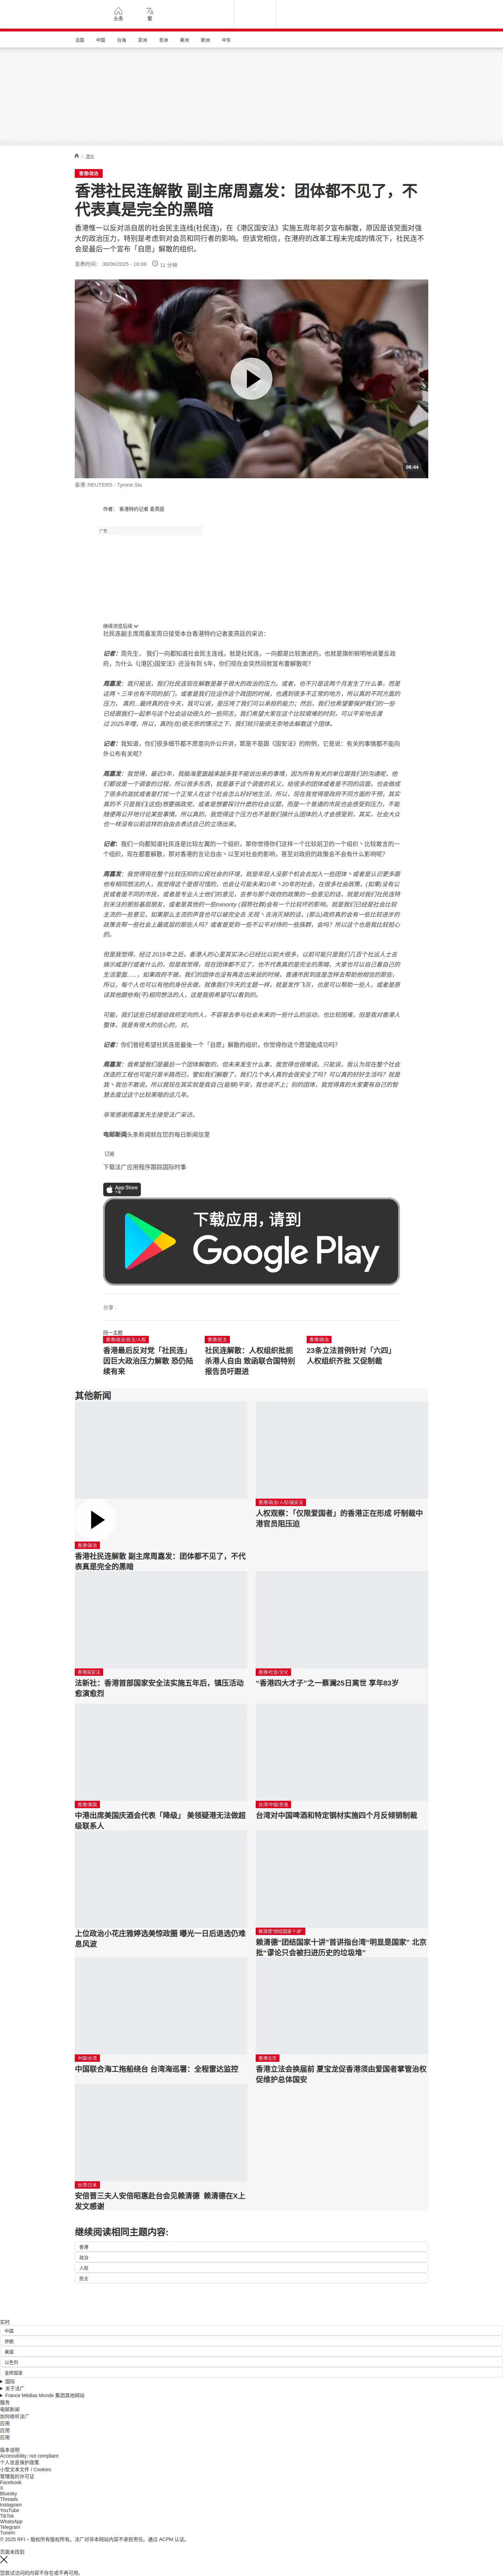 头条
繁
法国
中国
台海
亚洲
非洲
美洲
欧洲
中东
/ 港台
香港/政治
香港社民连解散 副主席周嘉发：团体都不见了，不代表真是完全的黑暗
香港惟一以反对派自居的社会民主连线(社民连)，在《港区国安法》实施五周年前夕宣布解散，原因是该党面对强大的政治压力，特别是考虑到对会员和同行者的影响。但该党相信，在港府的改革工程未完成的情况下，社民连不会是最后一个宣布「自愿」解散的组织。
发表时间： 30/06/2025 - 18:06 11 分钟
06:44
香港 REUTERS - Tyrone Siu
作者： 香港特约记者 麦燕庭
广告
继续浏览后续
社民连副主席周嘉发周日接受本台香港特约记者麦燕廷的采访：
记者：周先生， 我们一向都知道社会民主连线，就是社民连，一向都是比较激进的，也就是旗帜鲜明地说要反政府，为什么《(港区)国安法》还没有到 5年，你们现在会突然间就宣布要解散呢？
周嘉发：我只能说，我们社民连现在解散是基于很大的政治的压力。或者，也不只是这两个月发生了什么事，而是这两丶三年也有不同的部门，或者是我们在运作这个政团的时候，也遇到很多不正常的地方，所以真的不同方面的压力， 真的...最终真的在今天，我可以说，是压垮了我们可以承担的能力；然后，我们也希望要保护我们的一些已经跟我们一起参与这个社会运动很久的一些同志，我们希望大家在这个比较艰难的时刻，可以平安地去渡过 2025年哩，所以，真的(在)很无奈的情况之下，我们就只能很无奈地去解散这个团体。
记者：我知道，你们很多细节都不愿意向外公开讲，那是不是跟《国安法》的附例，它是说：有关的事情都不能向外公布有关呢？
周嘉发：我觉得，最近3年，我脑海里面越来越多我不能说出来的事情，因为所有有关的单位跟我们的沟通呢，他们都说是一个调查的过程，所以很多东西，就是基于这个调查的名义，给很多的团体或者是不同的话题，也会做成了很多的滋扰或者是打扰一个正常人在这个社会怎么好好地生活，所以，现在我觉得是政府不同方面的干预，其实真的不 只是我们(这些)想要搞政党，或者是想要探讨什麽的社会议题，而是一个普通的市民也会感受到压力，不能随便再公开地讨论某些事情。所以真的，我觉得这个压力也不是我们搞什么团体的人才会感受到，其实，社会大众也一样没有以前这样的自由去表达自己的立场出来。
记者：我们一向都知道社民连是比较左翼的一个组织，那你觉得你们这样一个比较前卫的一个组织丶比较敢言的一个组织，现在都要解散，那对香港的言论自由丶以至对社会的影响，甚至对政府的政策会不会有什么影响呢？
周嘉发：我觉得现在整个比较压抑的公民社会的环境，就是年轻人没那个机会去加入一些团体丶或者是认识更多跟他有相同想法的人，我觉得这个是很可惜的，也会让可能未来10年丶20年的社会，在很多社会政策，(如果)没有公民或者是不同的市民，或者是专业人士他们的意见，去参与那个政府的政策的一些意见的话，就是对我们的特别是特别关注的那些基层朋友，或者是其他的一些minority (弱势社群)会有一个比较坏的影响。就是我们已经是社会比较主流的一些意见，如果那么主流的声音也可以被完全去 无视丶去消灭掉的话，(那么)政府真的会有一些比较进步的政策去帮一些社会上最底层的那些人吗？或者是受到一些不公平对待的一些族群，会吗？所以这个也是我比较担心的。
但是我觉得，经过 2019年之后，香港人的心里其实决心已经比以前大很多，以前可能只是我们几百个社运人士去搞示威游行或者什么的。但是我觉得，现在团体都不见了，也不代表真的是完全的黑暗，大家也可以自己看看自己的生活里面......，如果政府不做，我们的团体也没有再走出来说的时候，普通市民到底是怎样去帮助他相信的那些，所以，每个人也可以有他的身份去做，就像我们今天的主题一样，就是发作飞灰，也是可以帮助一些人，或者是原谅其他跟他有(不)相同想法的人，这是我很希望可以看到的。
可能，我们这些已经是给政府定向的人，不容易去参与社会未来的一些什么的运动，也比较困难，但是我对香港人整体，我是有很大的信心的，对。
记者：你们曾经希望社民连是最後一个「自愿」解散的组织，你觉得你这个愿望能成功吗？
周嘉发：我希望我们是最后一个团体解散的，但未来发生什么事，我觉得也很难说，只能说，我认为现在整个社会改造的工程也可能只是半路而已，譬如我们解散了，我们几个本人真的会很安全了吗？可以真的好好生活吗？就是我丶我也不敢说。所以我现在其实就是我自己(能够)平安，我也说不上；别的团体，我觉得真的大家要有自己的智慧去度过这个比较黑暗的这几年。
非常感谢周嘉发先生接受法广采访。
电邮新闻头条新闻就在您的每日新闻信里
订阅
下载法广应用程序跟踪国际时事
App Store 下载
下载应用，请到
Google Play
分享 :
同一主题
香港/政治/民主/人权
香港最后反对党「社民连」因巨大政治压力解散 恐仍陆续有来
香港/民主
社民连解散：人权组织批扼杀港人自由 致函联合国特别报告员吁跟进
香港/政治
23条立法首例针对「六四」 人权组织齐批 又促制裁
其他新闻
香港/政治
香港社民连解散 副主席周嘉发：团体都不见了，不代表真是完全的黑暗
香港/政治/人权/国安法
人权观察:「仅限爱国者」的香港正在形成 吁制裁中港官员阻压迫
香港国安法
法新社：香港首部国家安全法实施五年后，镇压活动愈演愈烈
香港/社会/文化
“香港四大才子”之一蔡澜25日离世 享年83岁
香港/美国
中港出席美国庆酒会代表「降级」 美领疑港无法做超级联系人
台湾/中国/贸易
台湾对中国啤酒和特定钢材实施四个月反倾销制裁
上位政治小花庄雅婷选美惊政圈 曝光一日后退选仍难息风波
赖清德“团结国家十讲”
赖清德“团结国家十讲”首讲指台湾“明显是国家” 北京批“谬论只会被扫进历史的垃圾堆”
中国/台湾
中国联合海工拖船绕台 台湾海巡署：全程雷达监控
香港北京
香港立法会换届前 夏宝龙促香港须由爱国者掌管治权 促维护总体国安
台湾/日本
安倍晋三夫人安倍昭惠赴台会见赖清德 赖清德在X上发文感谢
继续阅读相同主题内容:
香港
政治
人权
民主
实时
中国
伊朗
美国
以色列
金砖国家
▶ 国际
▶ 关于法广
▶ France Médias Monde 集团其他网站
服务
电邮新闻
如何收听法广
应用
应用
应用
版本说明
Accessibility: not compliant
个人信息保护政策
小型文本文件 / Cookies
管理我的许可证
Facebook
X
Bluesky
Threads
Instagram
YouTube
TikTok
WhatsApp
Telegram
TuneIn
© 2025 RFI – 版权所有版权所有。法广对非本网站内容不承担责任。通过 ACPM 认证。
页面未找到
您尝试访问的内容不存在或不再可用。